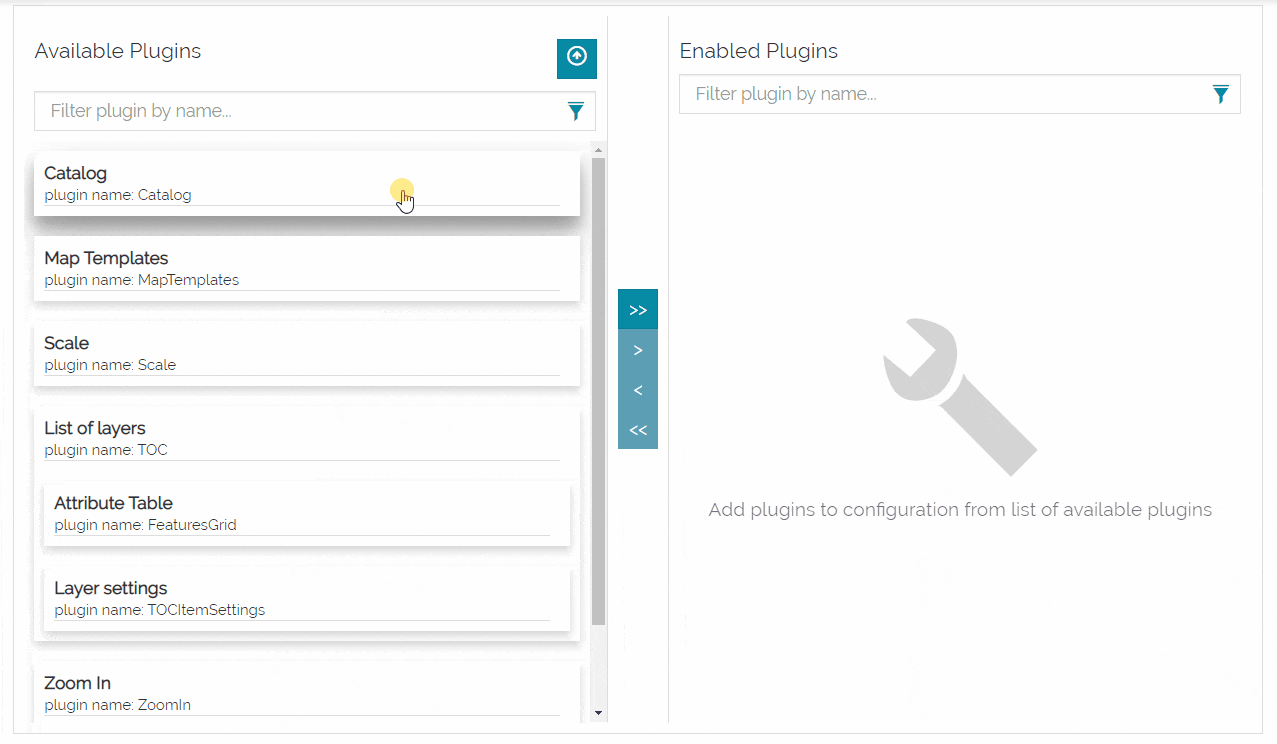 Available Plugins
Filter plugin by name...
Catalog
plugin name: Catalog
Map Templates
plugin name: MapTemplates
Scale
plugin name: Scale
List of layers
plugin name: TOC
Attribute Table
plugin name: FeaturesGrid
Layer settings
plugin name: TOCItemSettings
Zoom In
plugin name: ZoomIn
>>
>
<
<<
Enabled Plugins
Filter plugin by name...
Add plugins to configuration from list of available plugins